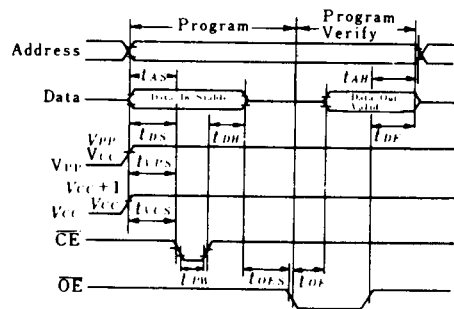 Program
Program
Verify
Address
tAS
tAH
Data
Data In Stable
Data Out
Valid
tDS
tDH
tDF
VPP
VCC
VPP
tVPS
VCC + 1
VCC
VCC
tVCS
CE
tPW
tOES
tOE
OE